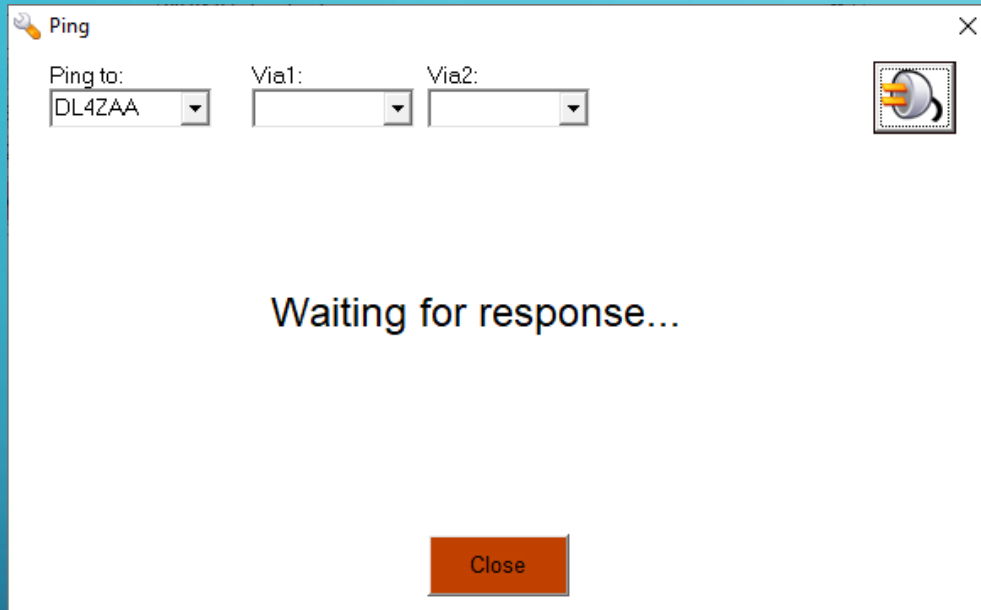 Ping
Ping to: Via1: Via2:
DL4ZAA
Waiting for response...
Close